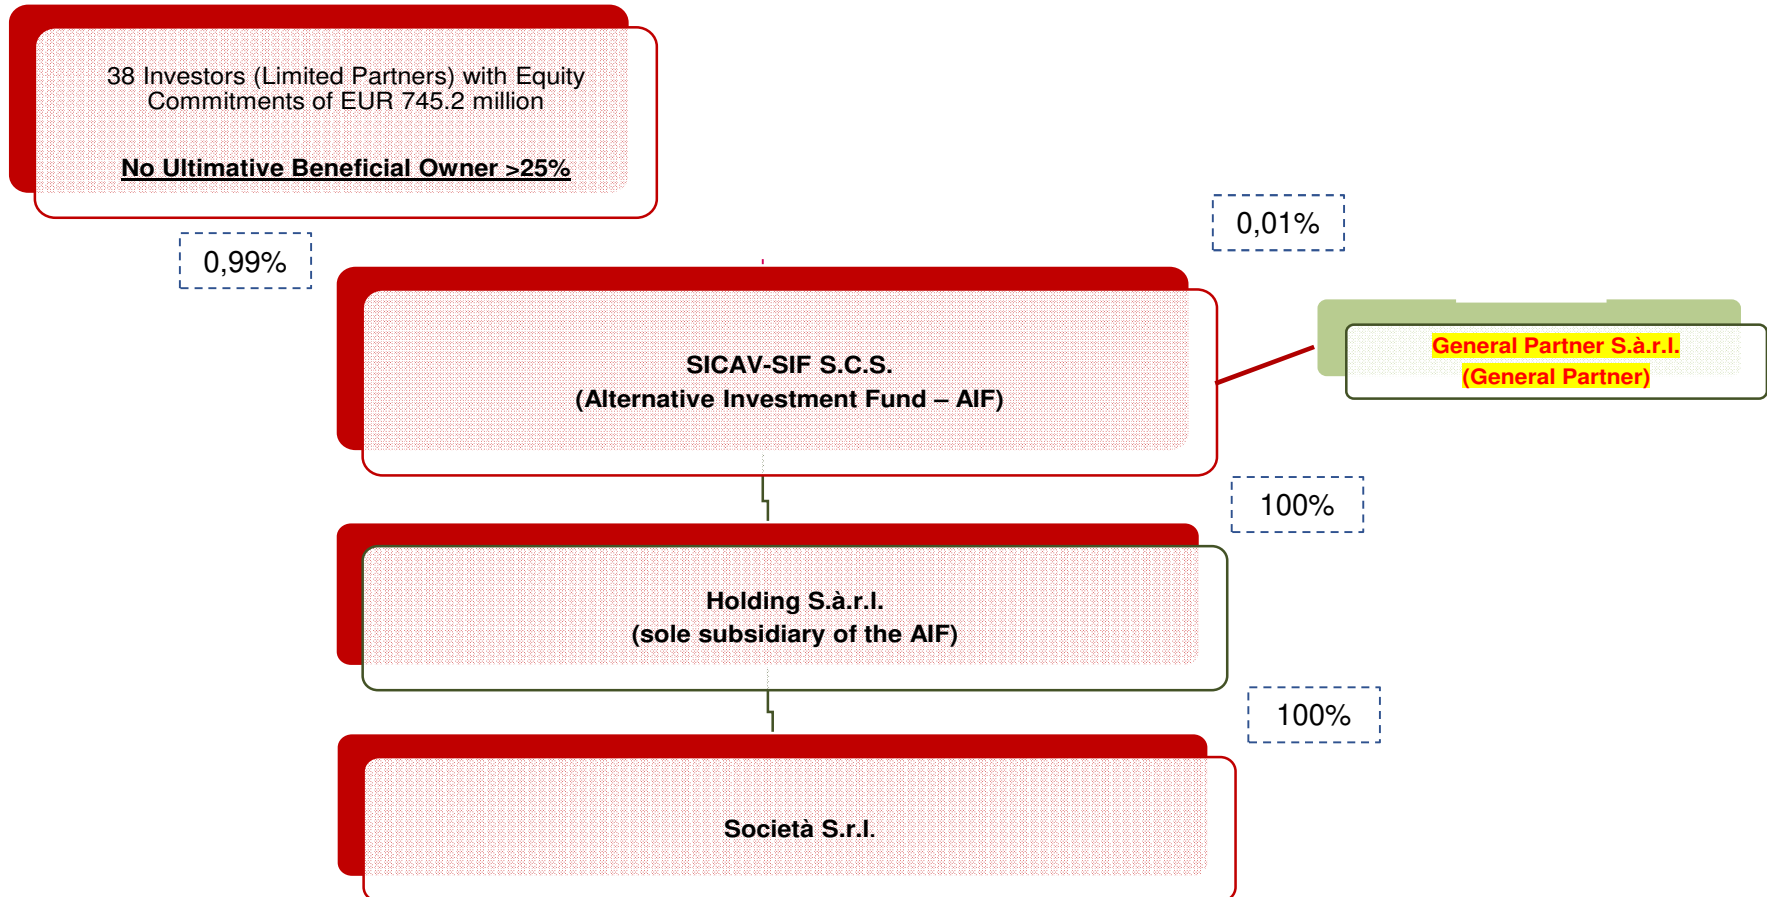 38 Investors (Limited Partners) with Equity
Commitments of EUR 745.2 million
No Ultimative Beneficial Owner >25%
0,01%
0,99%
SICAV-SIF S.C.S.
(Alternative Investment Fund – AIF)
General Partner S.à.r.l.
(General Partner)
100%
Holding S.à.r.l.
(sole subsidiary of the AIF)
100%
Società S.r.l.